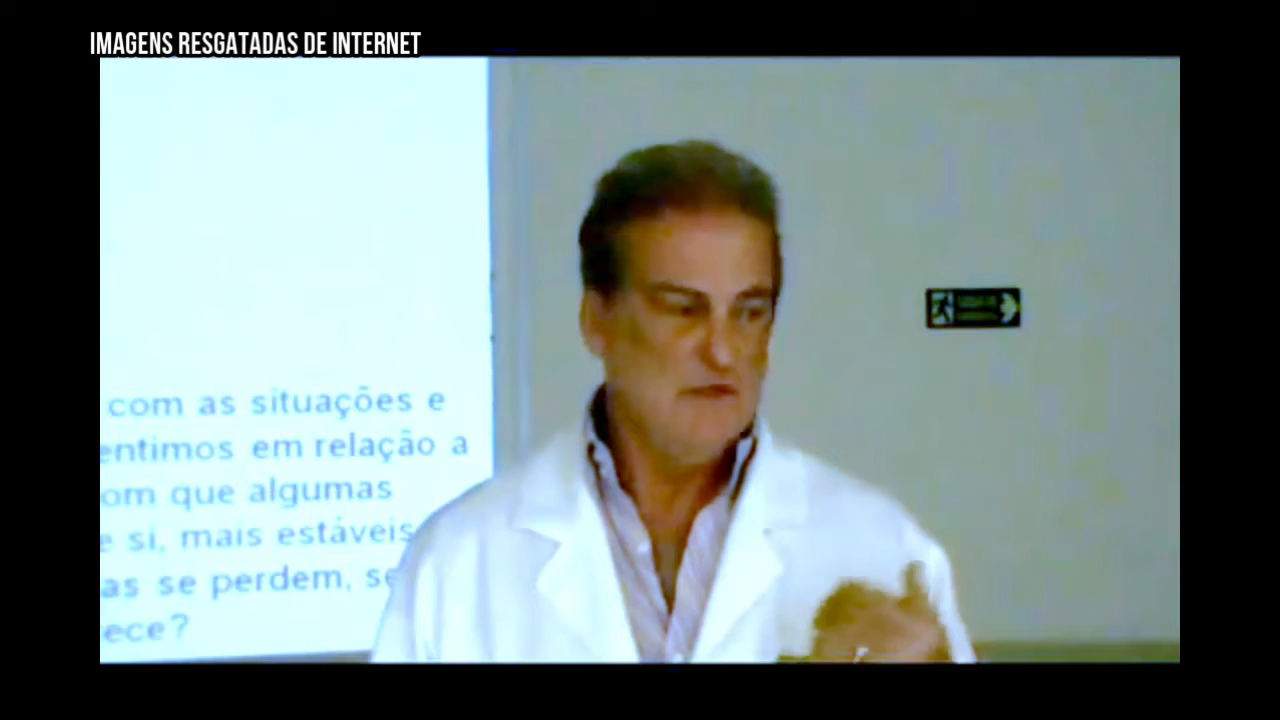 IMAGENS RESGATADAS DE INTERNET
com as situações e
entimos em relação a
om que algumas
e si, mais estáveis
as se perdem, se
ece?